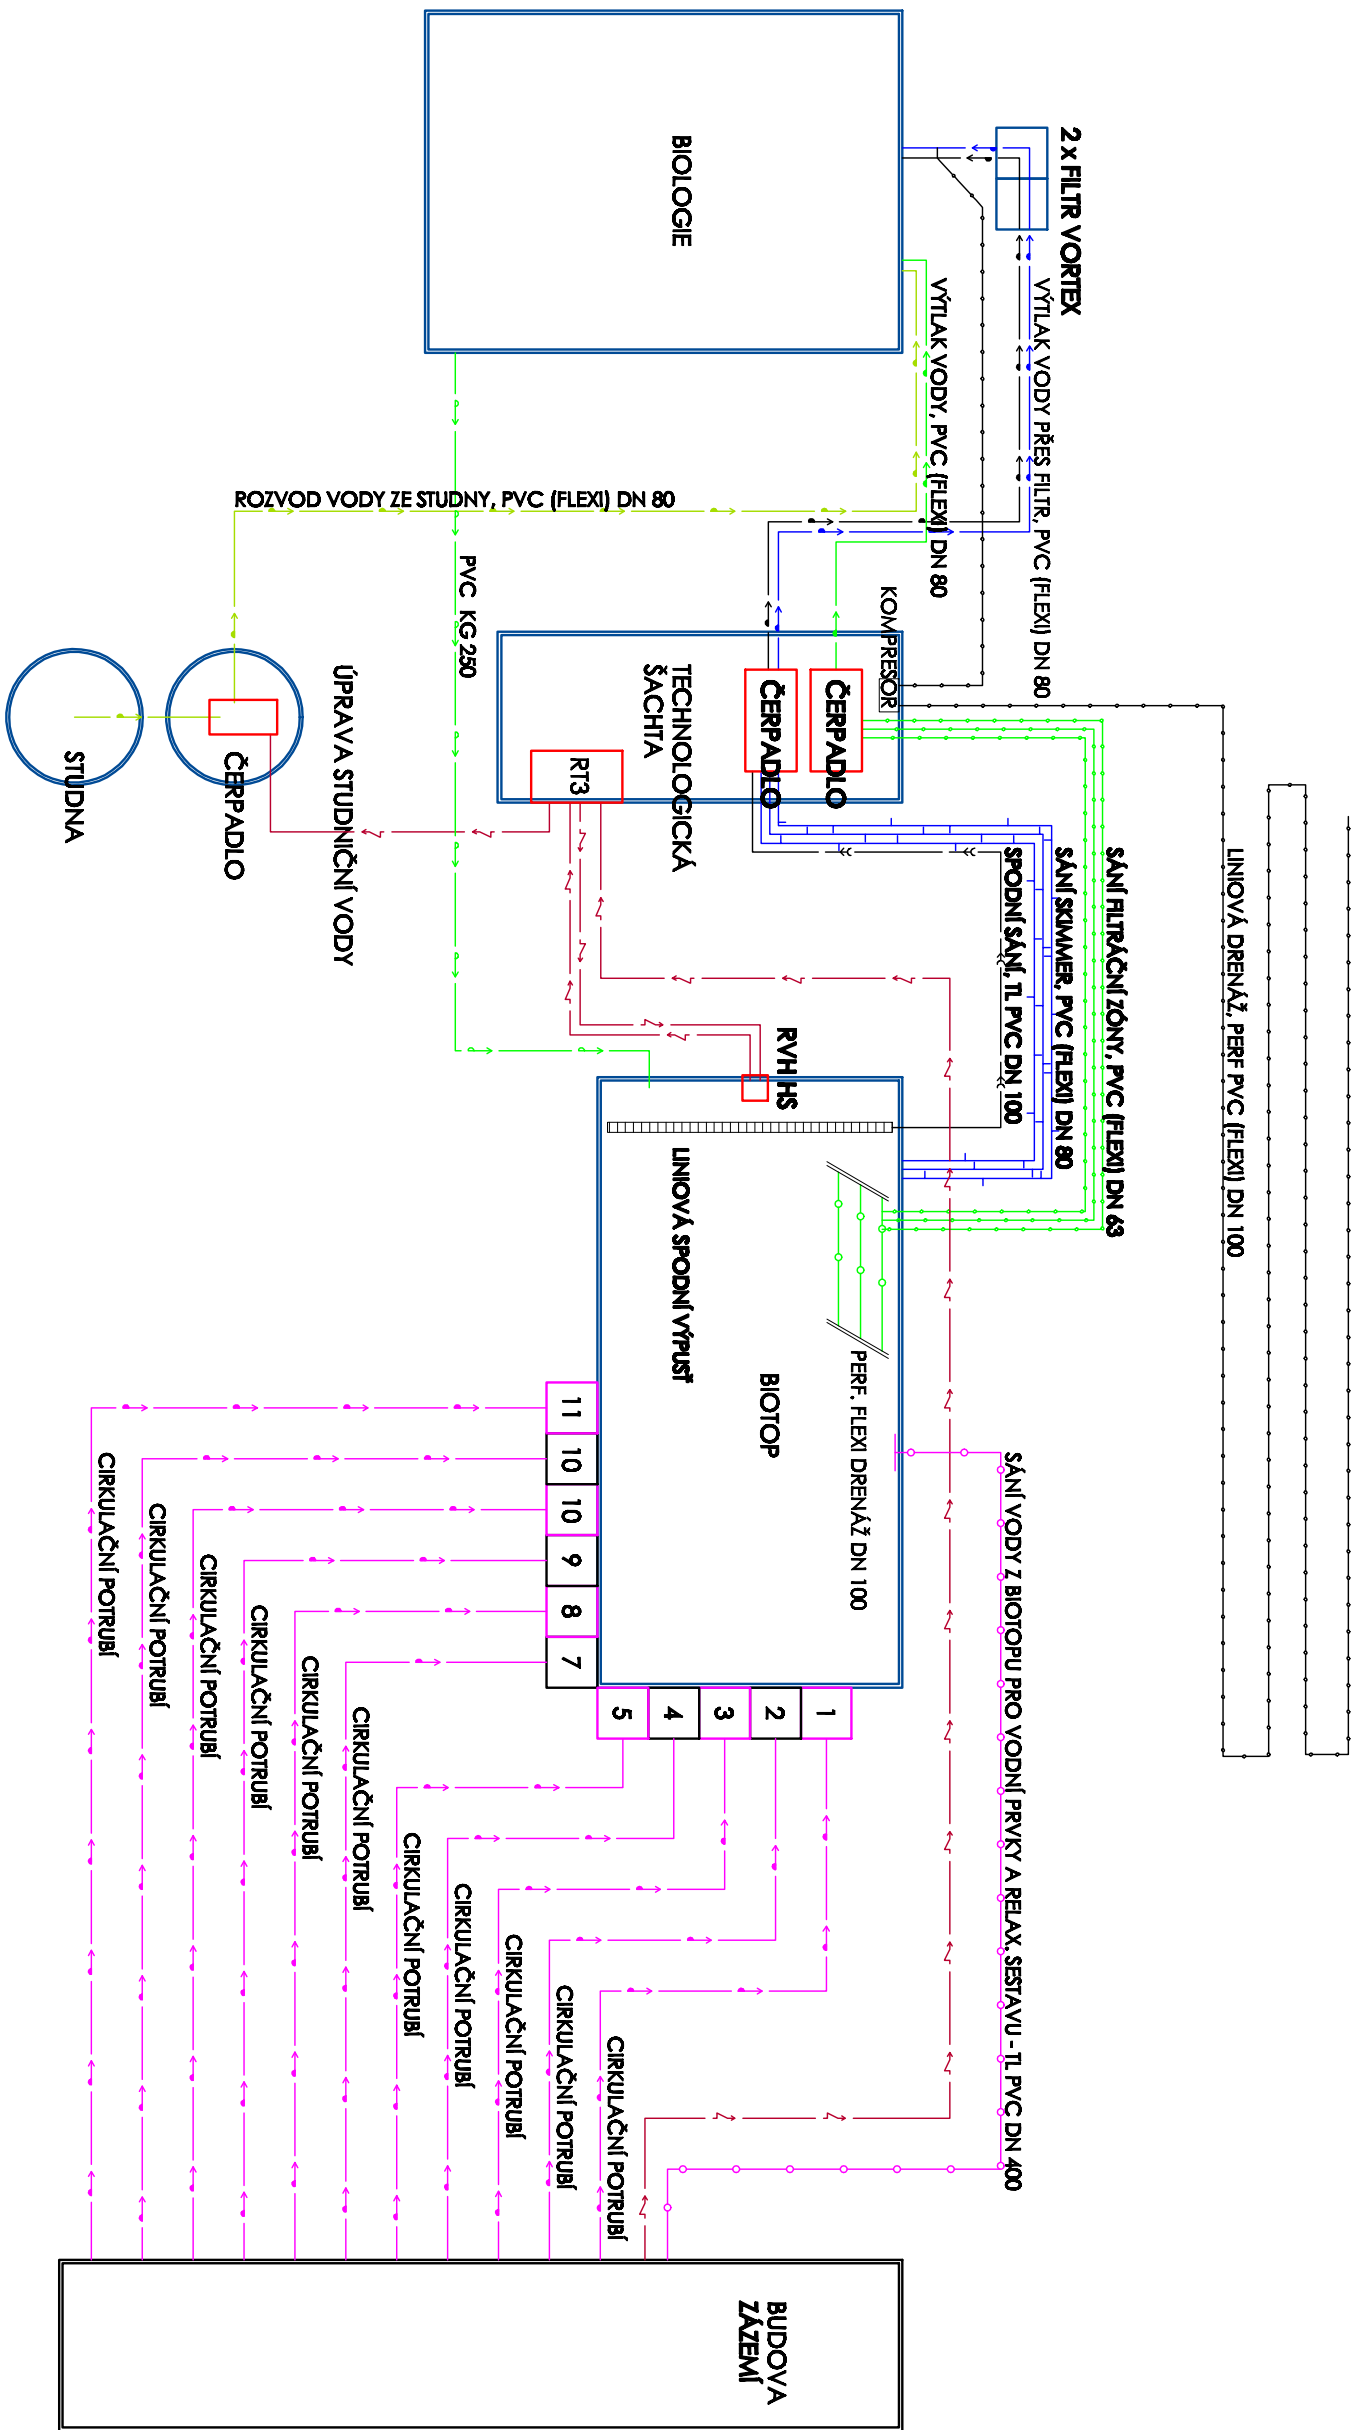 2 x FILTR VORTEX
VÝTLAK VODY PŘES FILTR, PVC (FLEXI) DN 80
VÝTLAK VODY, PVC (FLEXI) DN 80
BIOLOGIE
ROZVOD VODY ZE STUDNY, PVC (FLEXI) DN 80
PVC KG 250
KOMPRESOR
ČERPADLO
ČERPADLO
TECHNOLOGICKÁ
ŠACHTA
RT3
ÚPRAVA STUDNIČNÍ VODY
ČERPADLO
STUDNA
LINIOVÁ DRENÁŽ, PERF PVC (FLEXI) DN 100
SÁNÍ FILTRÁČNÍ ZÓNY, PVC (FLEXI) DN 63
SÁNÍ SKIMMER, PVC (FLEXI) DN 80
SPODNÍ SÁNÍ, TL PVC DN 100
RVH HS
LINIOVÁ SPODNÍ VÝPUSŤ
BIOTOP
PERF. FLEXI DRENÁŽ DN 100
SÁNÍ VODY Z BIOTOPU PRO VODNÍ PRVKY A RELAX. SESTAVU - TL PVC DN 400
11
10
10
9
8
7
5
4
3
2
1
CIRKULAČNÍ POTRUBÍ
CIRKULAČNÍ POTRUBÍ
CIRKULAČNÍ POTRUBÍ
CIRKULAČNÍ POTRUBÍ
CIRKULAČNÍ POTRUBÍ
CIRKULAČNÍ POTRUBÍ
CIRKULAČNÍ POTRUBÍ
CIRKULAČNÍ POTRUBÍ
CIRKULAČNÍ POTRUBÍ
CIRKULAČNÍ POTRUBÍ
CIRKULAČNÍ POTRUBÍ
BUDOVA
ZÁZEMÍ